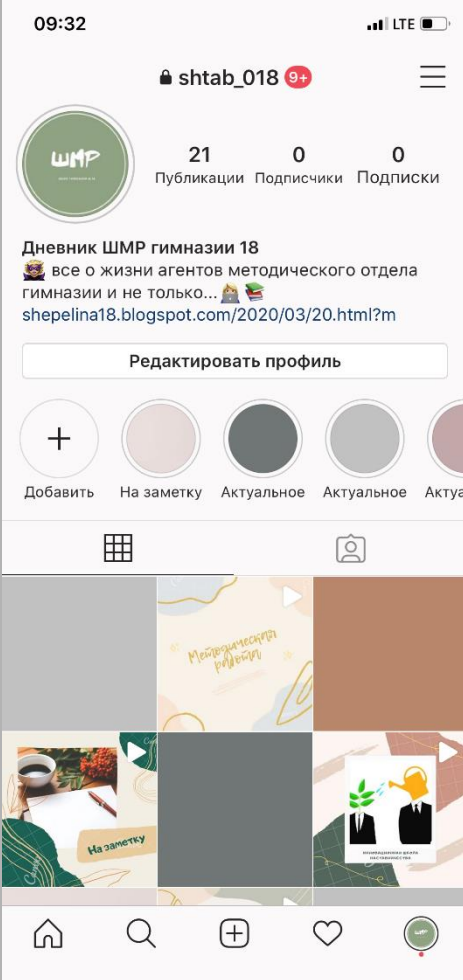 09:32
LTE
shtab_018 9+
ШМР
21
Публикации
0
Подписчики
0
Подписки
Дневник ШМР гимназии 18
все о жизни агентов методического отдела
гимназии и не только...
shepelina18.blogspot.com/2020/03/20.html?m
Редактировать профиль
Добавить
На заметку
Актуальное
Актуальное
Актуа
Методическая
работа
На заметку
Canva